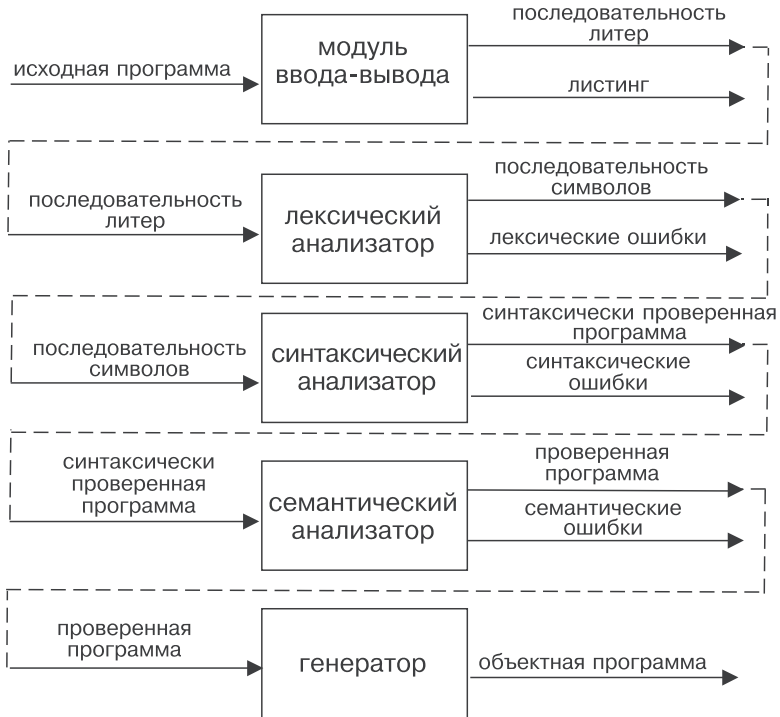 последовательность
литер
модуль
ввода-вывода
исходная программа
листинг
последовательность
символов
последовательность
литер
лексический
анализатор
лексические ошибки
синтаксически проверенная
программа
последовательность
символов
синтаксический
анализатор
синтаксические
ошибки
проверенная
программа
синтаксически
проверенная
программа
семантический
анализатор
семантические
ошибки
проверенная
программа
генератор
объектная программа